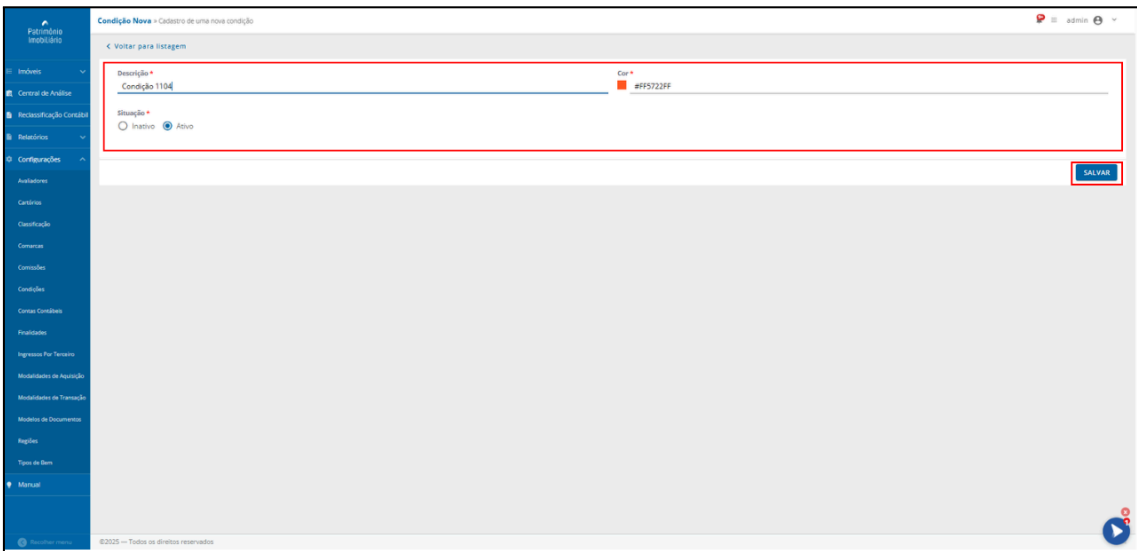 Patrimônio
Imobiliário
Condição Nova > Cadastro de uma nova condição
admin
< Voltar para listagem
Imóveis
Central de Análise
Reclassificação Contábil
Relatórios
Configurações
Avaliadores
Cartórios
Classificação
Comarcas
Comissões
Condições
Contas Contábeis
Finalidades
Ingressos Por Terceiro
Modalidades de Aquisição
Modalidades de Transação
Modelos de Documentos
Regiões
Tipos de Bem
Manual
Recolher menu
Descrição *
Condição 1104
Cor *
#FF5722FF
Situação *
Inativo
Ativo
SALVAR
©2025 — Todos os direitos reservados